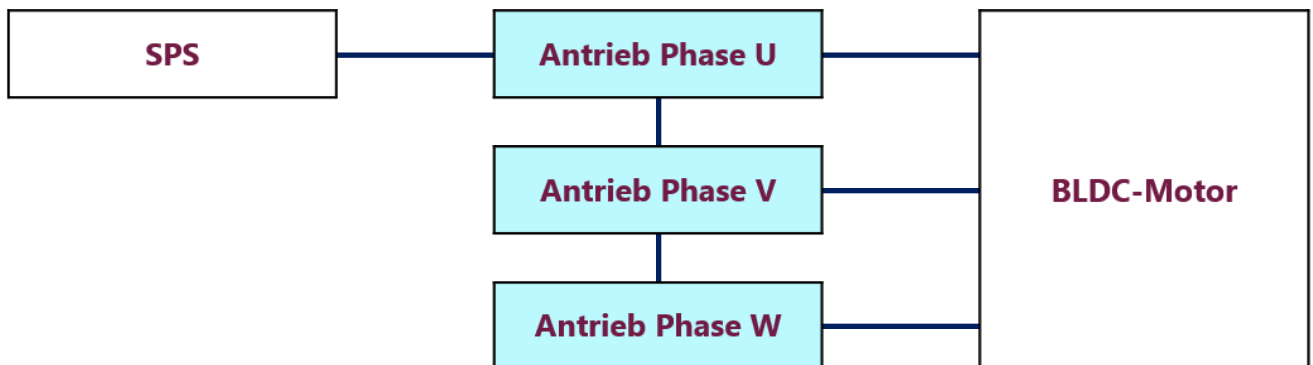 SPS
Antrieb Phase U
Antrieb Phase V
BLDC-Motor
Antrieb Phase W